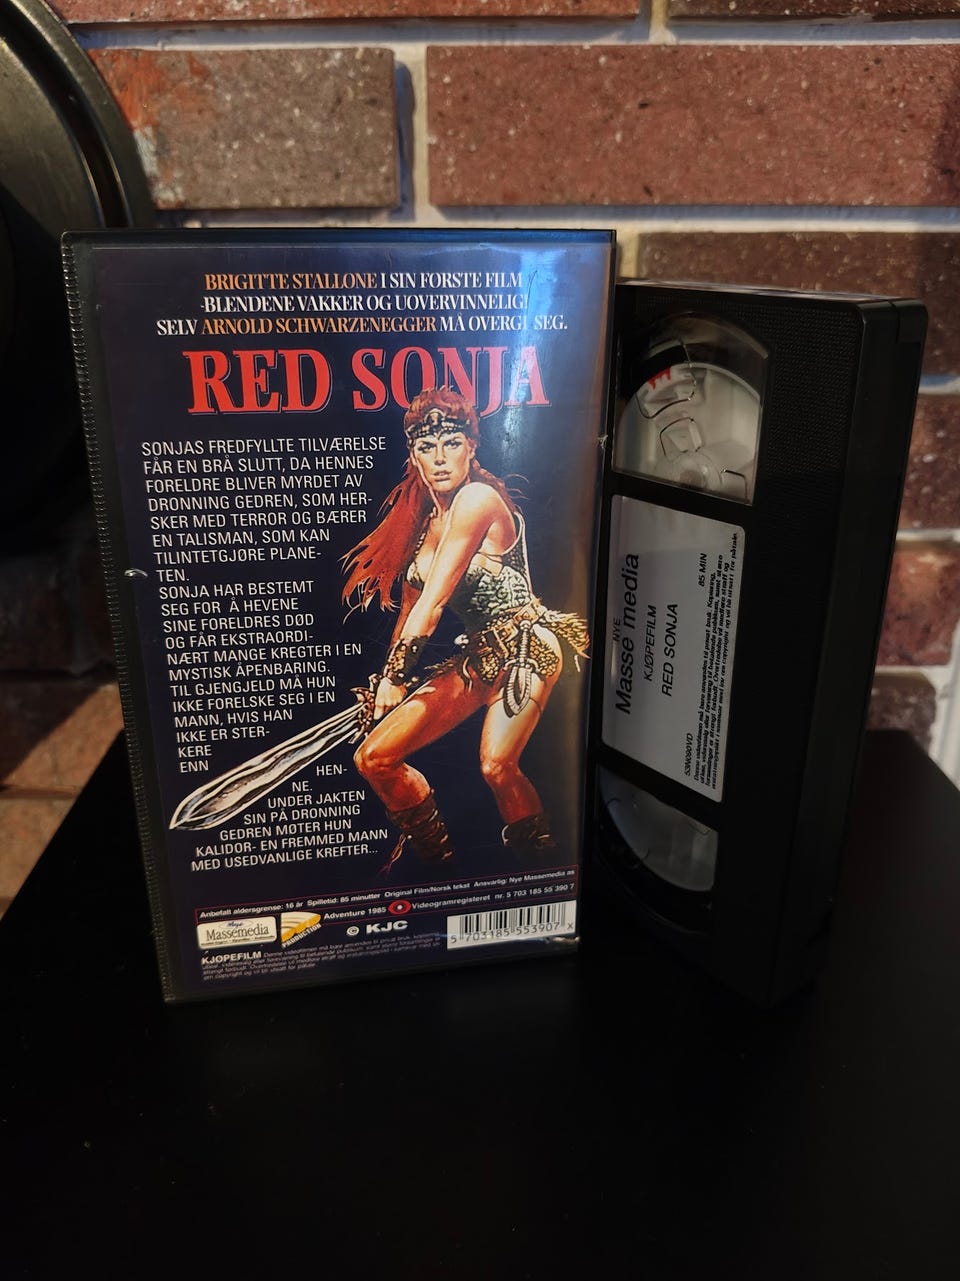 BRIGITTE STALLONE I SIN FØRSTE FILM
-BLENDENE VAKKER OG UOVERVINNELIG!
SELV ARNOLD SCHWARZENEGGER MÅ OVERGI SEG.
RED SONJA
SONJAS FREDFYLLTE TILVÆRELSE
FÅR EN BRÅ SLUTT, DA HENNES
FORELDRE BLIVER MYRDET AV
DRONNING GEDREN, SOM HER-
SKER MED TERROR OG BÆRER
EN TALISMAN, SOM KAN
TILINTETGJØRE PLANE-
TEN.
SONJA HAR BESTEMT
SEG FOR Å HEVENE
SINE FORELDRES DØD
OG FÅR EKSTRAORDI-
NÆRT MANGE KREGTER I EN
MYSTISK ÅPENBARING.
TIL GJENGJELD MÅ HUN
IKKE FORELSKE SEG I EN
MANN, HVIS HAN
IKKE ER STER-
KERE
ENN
HEN-
NE.
UNDER JAKTEN
SIN PÅ DRONNING
GEDREN MØTER HUN
KALIDOR- EN FREMMED MANN
MED USEDVANLIGE KREFTER...
Anbefalt aldersgrense: 16 år Spilletid: 85 minutter Original Film/Norsk tekst Ansvarlig: Nye Massemedia as
Adventure 1985 Videogramregisteret nr. 5 703 185 55 390 7
Nye
Massemedia
PRODUCTION
© KJC
5 703185 553907 x
KJØPEFILM
NYE
Masse media
KJØPEFILM
RED SONJA
85 MIN